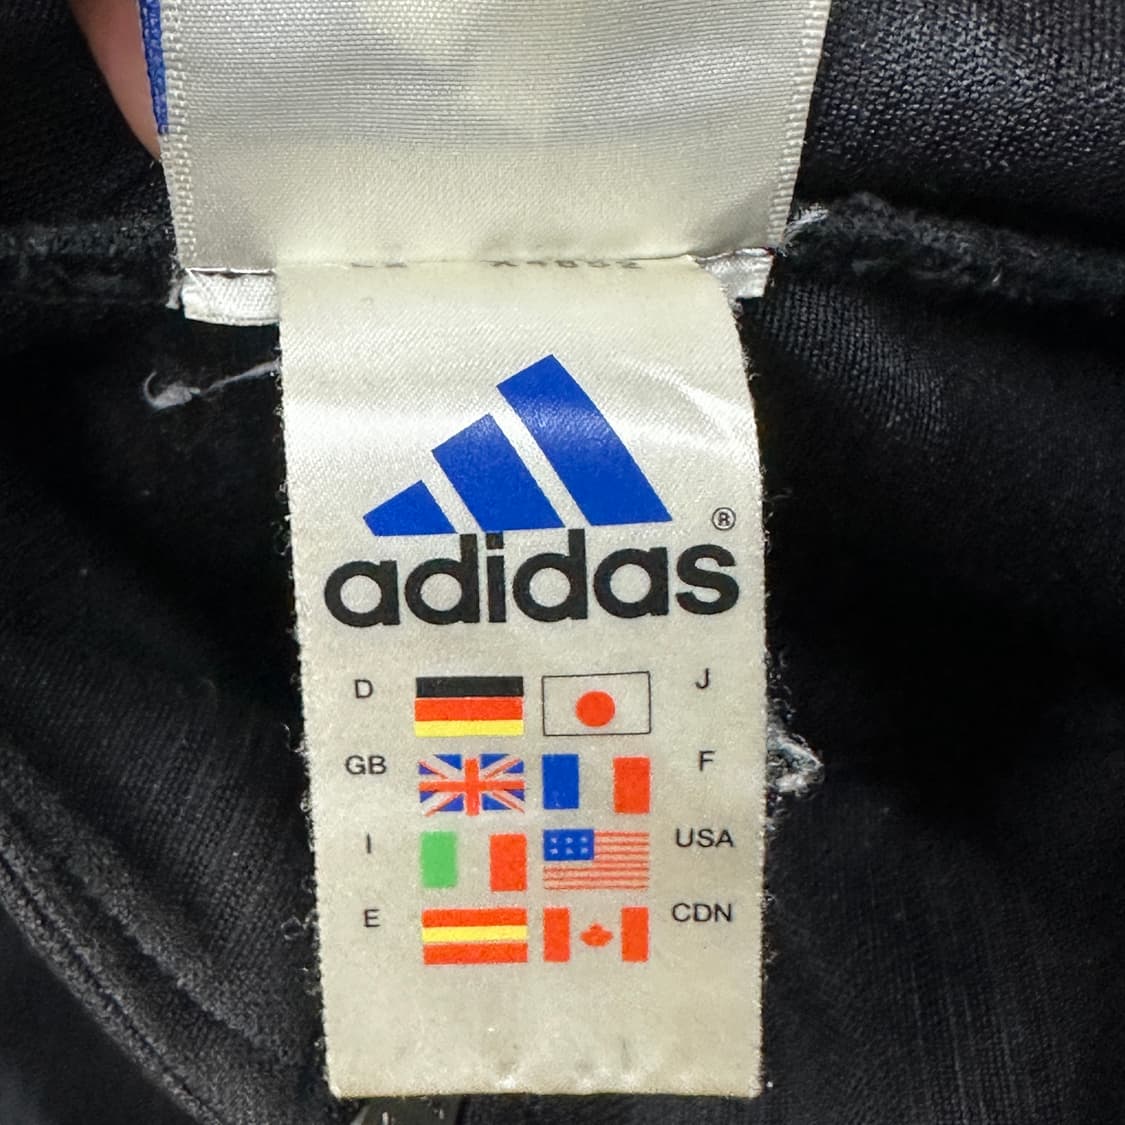 adidas®
D J
GB F
I USA
E CDN